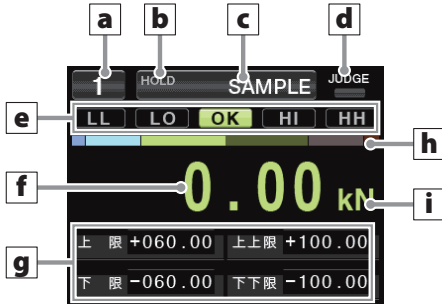 a b c d
1 HOLD SAMPLE JUDGE
e LL LO OK HI HH
h
f 0.00 kN i
g 上 限 +060.00 上上限 +100.00
下 限 -060.00 下下限 -100.00